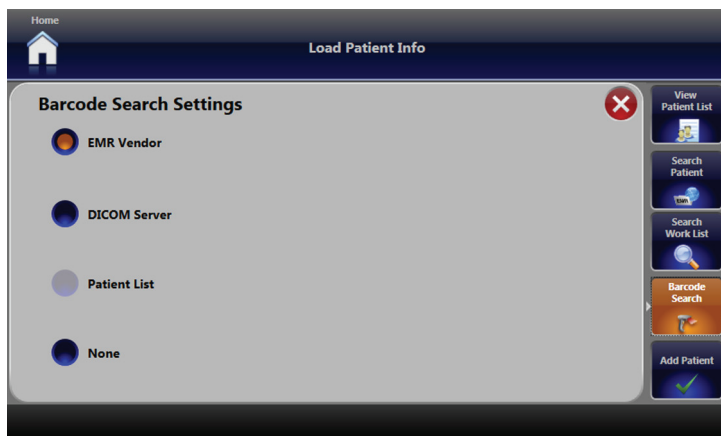 Home
Load Patient Info
Barcode Search Settings
EMR Vendor
DICOM Server
Patient List
None
View
Patient List
Search
Patient
EMR
Search
Work List
Barcode
Search
Add Patient